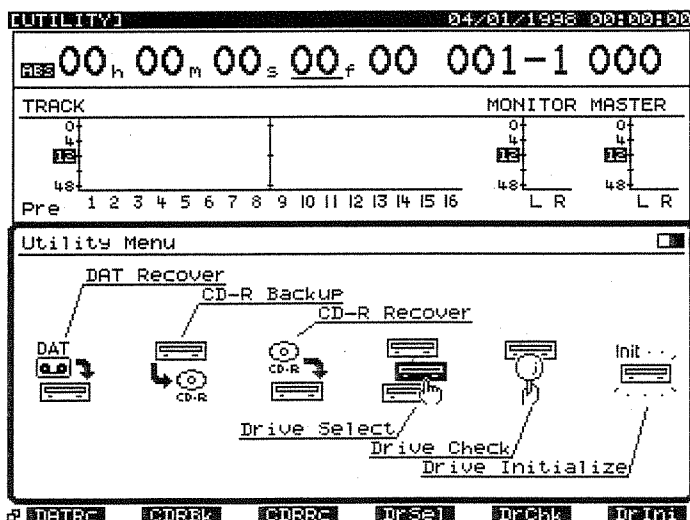 [UTILITY] 04/01/1998 00:00:00
ABS 00h 00m 00s 00f 00 001-1 000
TRACK MONITOR MASTER
0 0 0
4 4 4
12 12 12
48 48 48
Pre 1 2 3 4 5 6 7 8 9 10 11 12 13 14 15 16 L R L R
Utility Menu
DAT Recover
CD-R Backup
CD-R Recover
DAT
CD-R
CD-R
Init
Drive Select
Drive Check
Drive Initialize
DATRc CDRBk CDRRc DrSel DrChk DrIni